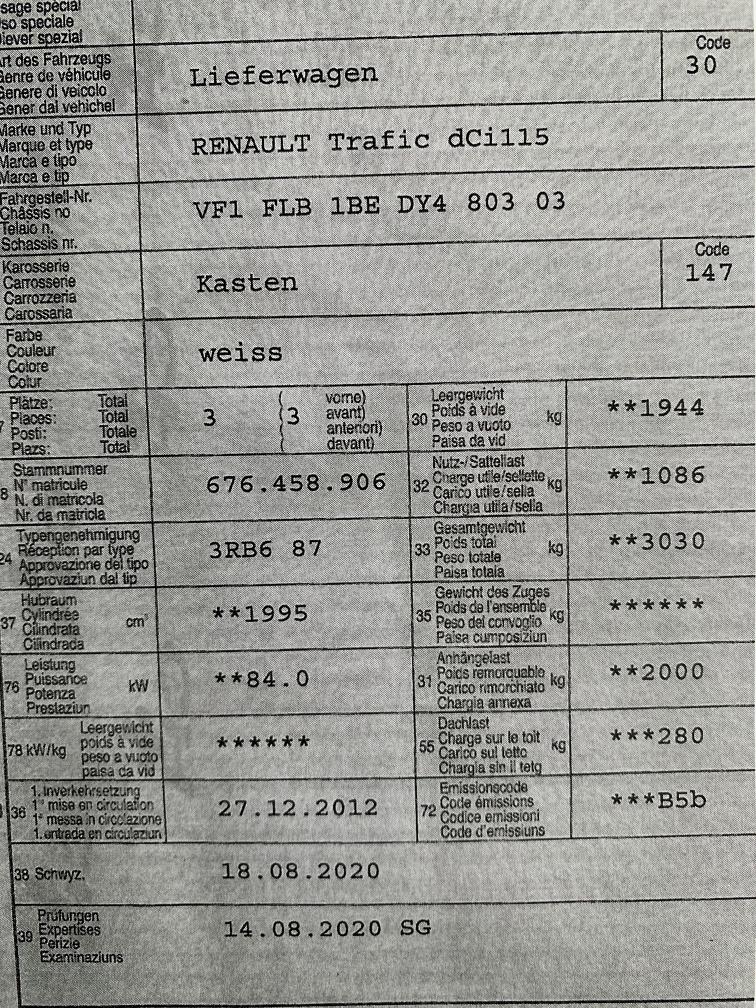 sage spécial
so speciale
diever spezial
Art des Fahrzeugs
Genre de véhicule
Genere di veicolo
Gener dal vehichel
Lieferwagen
Code
30
Marke und Typ
Marque et type
Marca e tipo
Marca e tip
RENAULT Trafic dCi115
Fahrgestell-Nr.
Châssis no
Telaio n.
Schassis nr.
VF1 FLB 1BE DY4 803 03
Karosserie
Carrosserie
Carrozzeria
Carossaria
Kasten
Code
147
Farbe
Couleur
Colore
Colur
weiss
Plätze: Total
Places: Total
Posti: Totale
Plazs: Total
3
(3
vorne)
avant)
anteriori)
davant)
30
Leergewicht
Poids à vide
Peso a vuoto
Paisa da vid
kg
**1944
8
Stammnummer
N° matricule
N. di matricola
Nr. da matricla
676.458.906
32
Nutz-/Sattellast
Charge utile/sellette
Carico utile/sella
Chargia utila/sella
kg
**1086
24
Typengenehmigung
Réception par type
Approvazione del tipo
Approvaziun dal tip
3RB6 87
33
Gesamtgewicht
Poids total
Peso totale
Paisa totala
kg
**3030
37
Hubraum
Cylindrée
Cilindrata
Cilindrada
cm³
**1995
35
Gewicht des Zuges
Poids de l'ensemble
Peso del convoglio
Paisa cumposiziun
kg
******
76
Leistung
Puissance
Potenza
Prestaziun
kW
**84.0
31
Anhängelast
Poids remorquable
Carico rimorchiato
Chargia annexa
kg
**2000
78 kW/kg
Leergewicht
poids à vide
peso a vuoto
paisa da vid
******
55
Dachlast
Charge sur le toit
Carico sul tetto
Chargia sin il tetg
kg
***280
36
1. Inverkehrsetzung
1re mise en circulation
1a messa in circolazione
1. entrada en circulaziun
27.12.2012
72
Emissionscode
Code émissions
Codice emissioni
Code d'emissiuns
***B5b
38 Schwyz.
18.08.2020
39
Prüfungen
Expertises
Perizie
Examinaziuns
14.08.2020 SG